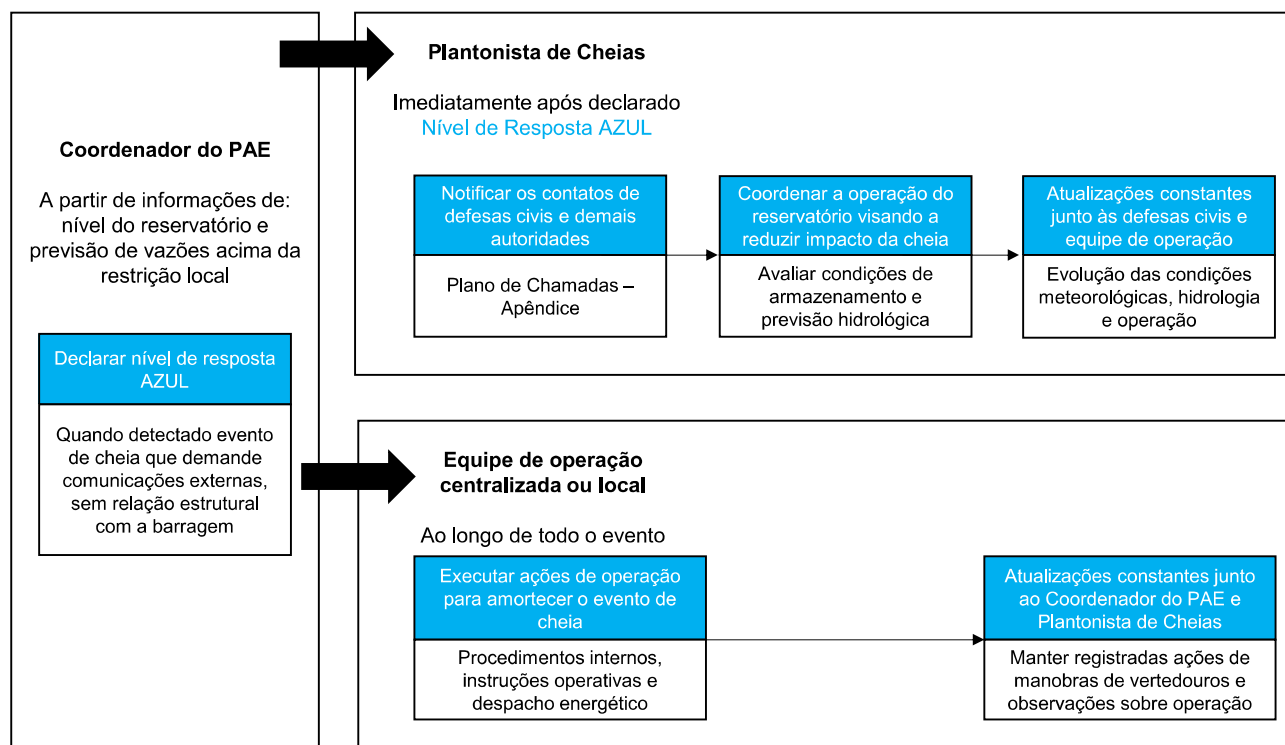 Coordenador do PAE
A partir de informações de:
nível do reservatório e
previsão de vazões acima da
restrição local
Declarar nível de resposta
AZUL
Quando detectado evento
de cheia que demande
comunicações externas,
sem relação estrutural
com a barragem
Plantonista de Cheias
Imediatamente após declarado
Nível de Resposta AZUL
Notificar os contatos de
defesas civis e demais
autoridades
Plano de Chamadas –
Apêndice
Coordenar a operação do
reservatório visando a
reduzir impacto da cheia
Avaliar condições de
armazenamento e
previsão hidrológica
Atualizações constantes
junto às defesas civis e
equipe de operação
Evolução das condições
meteorológicas, hidrologia
e operação
Equipe de operação
centralizada ou local
Ao longo de todo o evento
Executar ações de operação
para amortecer o evento de
cheia
Procedimentos internos,
instruções operativas e
despacho energético
Atualizações constantes junto
ao Coordenador do PAE e
Plantonista de Cheias
Manter registradas ações de
manobras de vertedouros e
observações sobre operação